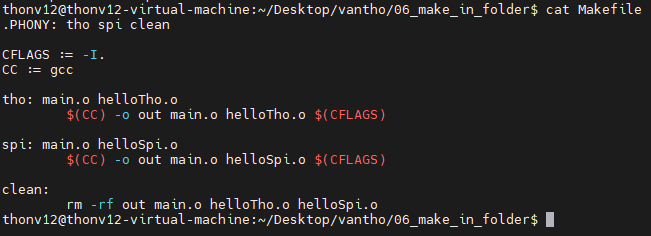 thonv12@thonv12-virtual-machine:~/Desktop/vantho/06_make_in_folder$ cat Makefile
.PHONY: tho spi clean
CFLAGS := -I.
CC := gcc
tho: main.o helloTho.o
$(CC) -o out main.o helloTho.o $(CFLAGS)
spi: main.o helloSpi.o
$(CC) -o out main.o helloSpi.o $(CFLAGS)
clean:
rm -rf out main.o helloTho.o helloSpi.o
thonv12@thonv12-virtual-machine:~/Desktop/vantho/06_make_in_folder$